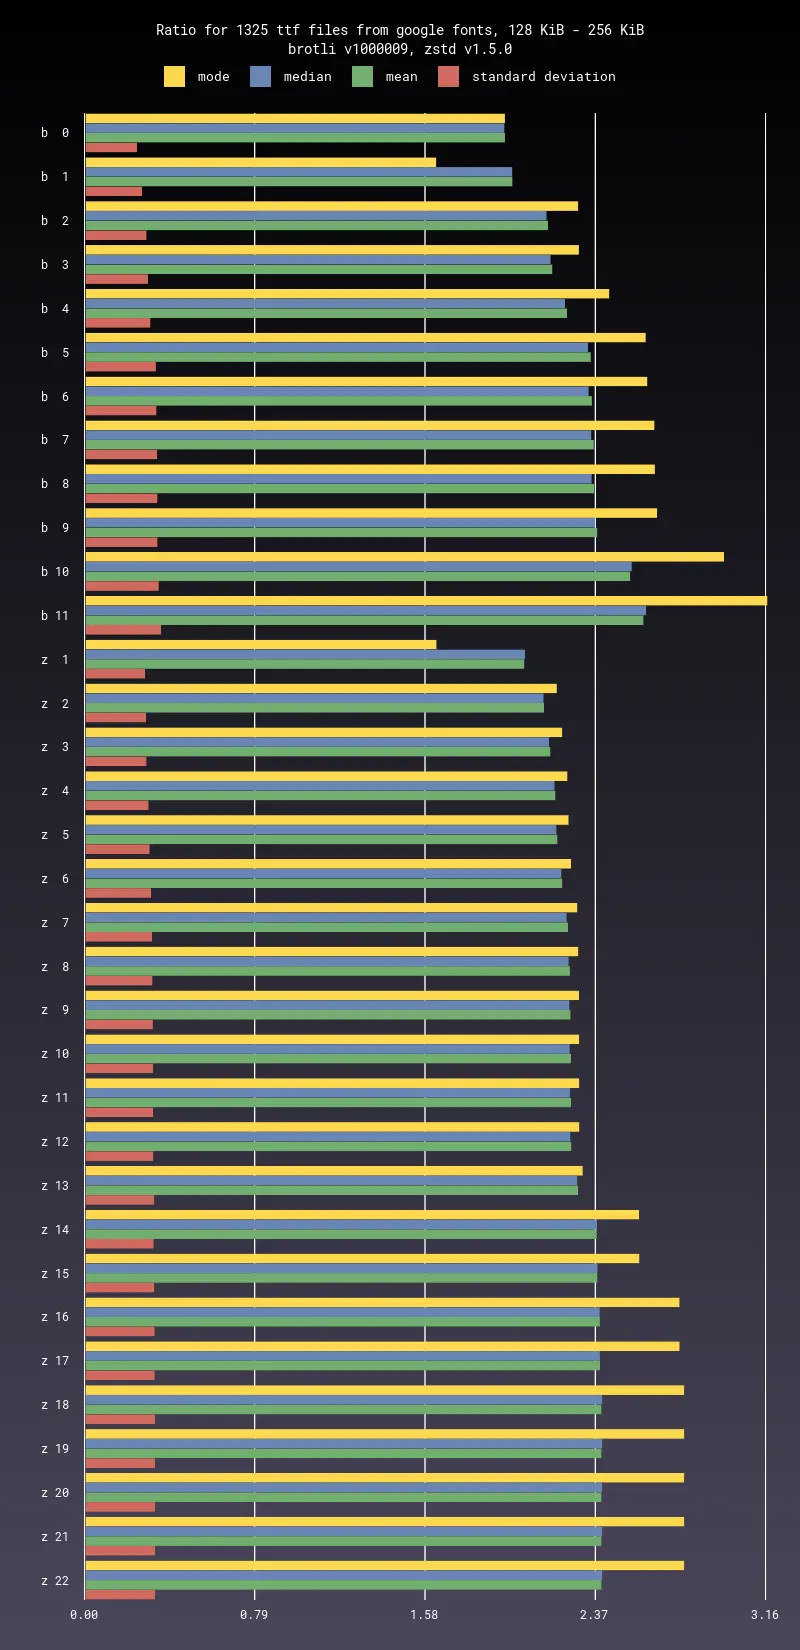 Ratio for 1325 ttf files from google fonts, 128 KiB - 256 KiB
brotli v1000009, zstd v1.5.0
mode median mean standard deviation
b 0
b 1
b 2
b 3
b 4
b 5
b 6
b 7
b 8
b 9
b 10
b 11
z 1
z 2
z 3
z 4
z 5
z 6
z 7
z 8
z 9
z 10
z 11
z 12
z 13
z 14
z 15
z 16
z 17
z 18
z 19
z 20
z 21
z 22
0.00 0.79 1.58 2.37 3.16